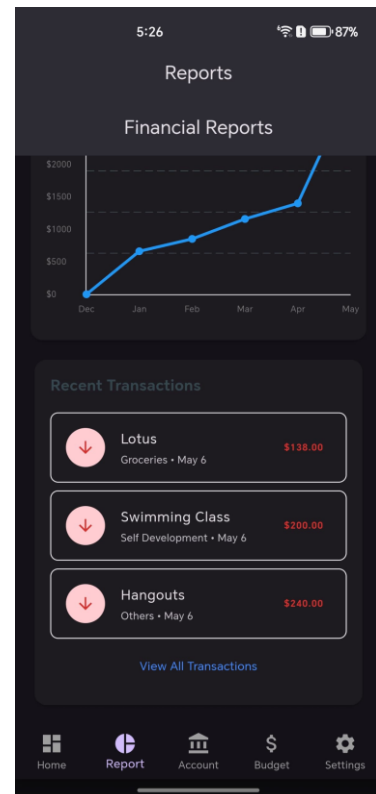 5:26
87%
Reports
Financial Reports
$2000
$1500
$1000
$500
$0
Dec Jan Feb Mar Apr May
Recent Transactions
Lotus
Groceries • May 6
$138.00
Swimming Class
Self Development • May 6
$200.00
Hangouts
Others • May 6
$240.00
View All Transactions
Home Report Account Budget Settings